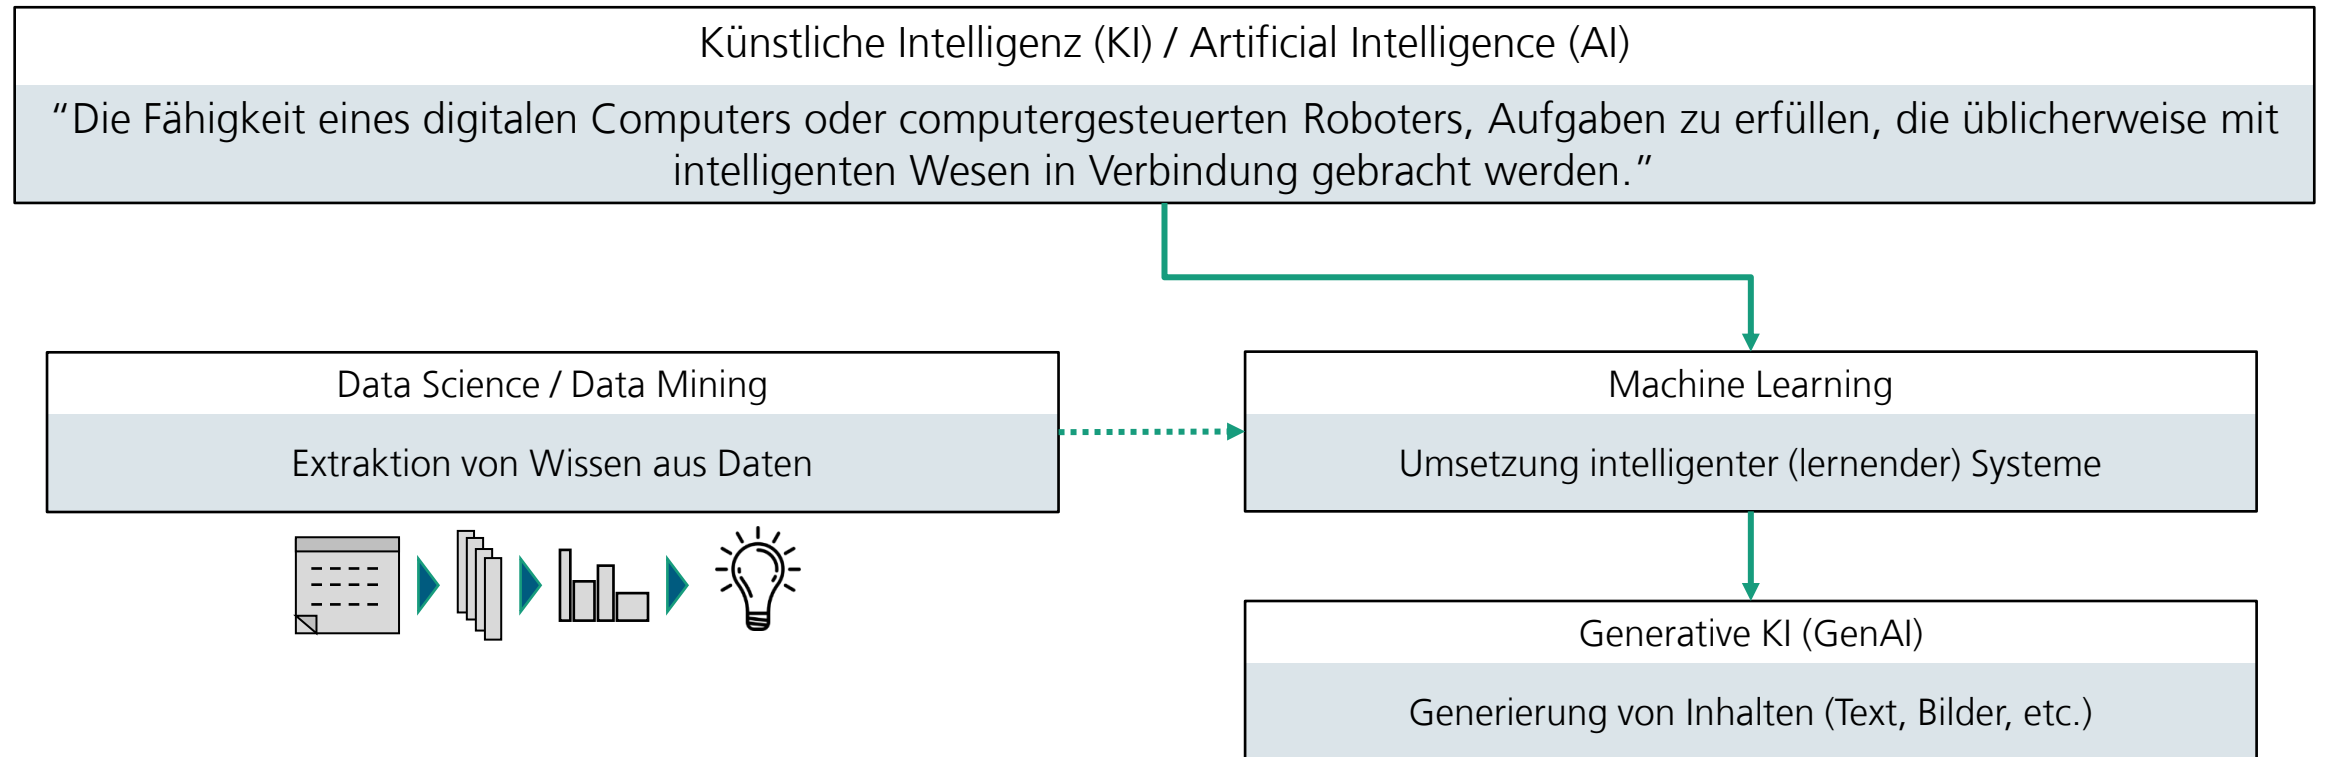 Künstliche Intelligenz (KI) / Artificial Intelligence (AI)
“Die Fähigkeit eines digitalen Computers oder computergesteuerten Roboters, Aufgaben zu erfüllen, die üblicherweise mit
intelligenten Wesen in Verbindung gebracht werden.”
Data Science / Data Mining
Extraktion von Wissen aus Daten
Machine Learning
Umsetzung intelligenter (lernender) Systeme
Generative KI (GenAI)
Generierung von Inhalten (Text, Bilder, etc.)